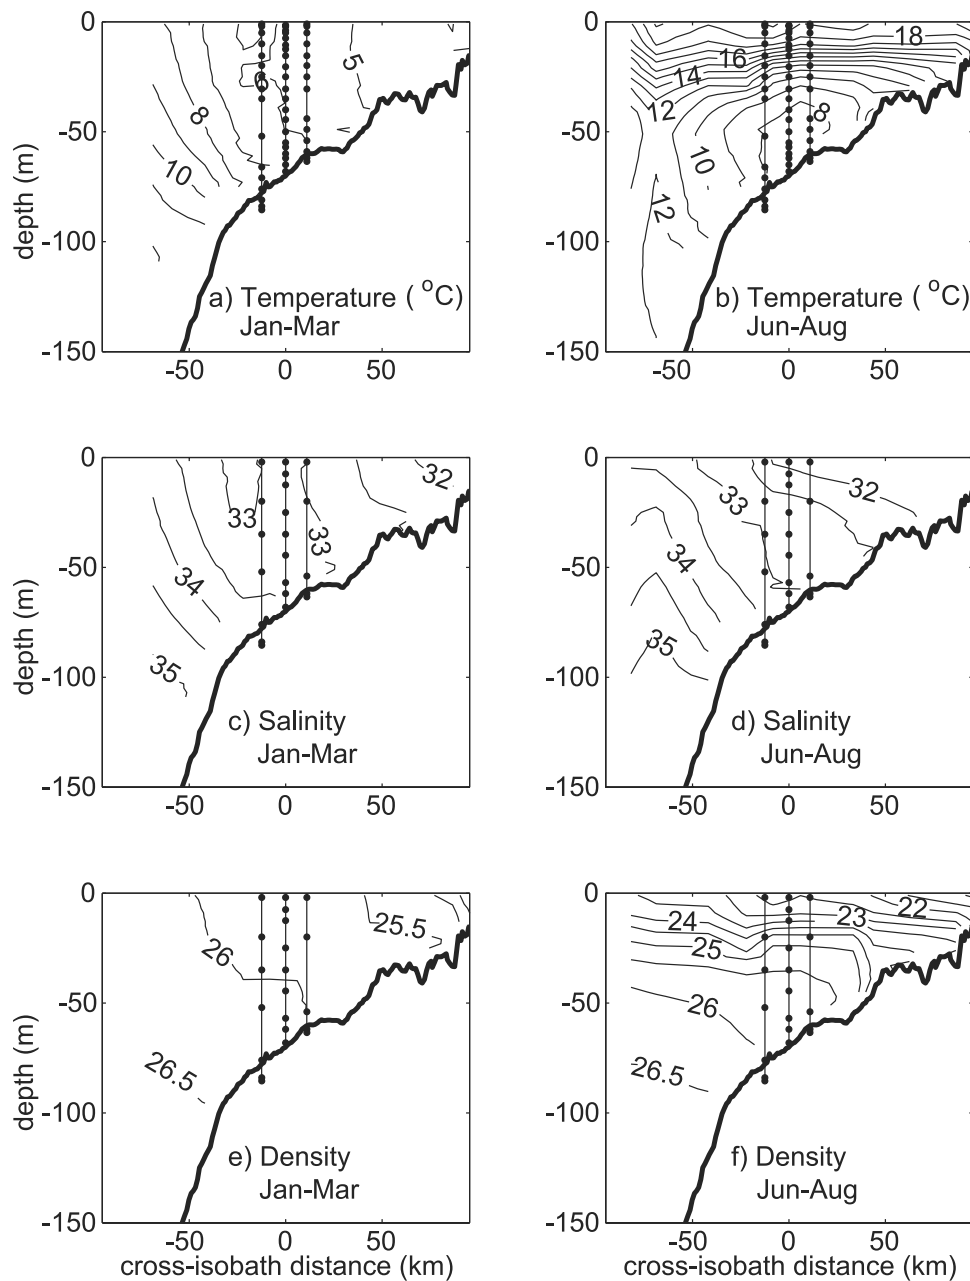 0
-50
-100
-150
depth (m)
-50 0 50
6
5
8
10
a) Temperature ( °C)
Jan-Mar
0
-50
-100
-150
-50 0 50
18
16
14
12
8
10
12
b) Temperature (°C)
Jun-Aug
0
-50
-100
-150
depth (m)
-50 0 50
32
33
33
34
35
c) Salinity
Jan-Mar
0
-50
-100
-150
-50 0 50
33
32
34
35
d) Salinity
Jun-Aug
0
-50
-100
-150
depth (m)
-50 0 50
cross-isobath distance (km)
25.5
26
26.5
e) Density
Jan-Mar
0
-50
-100
-150
-50 0 50
cross-isobath distance (km)
22
23
24
25
26
26.5
f) Density
Jun-Aug